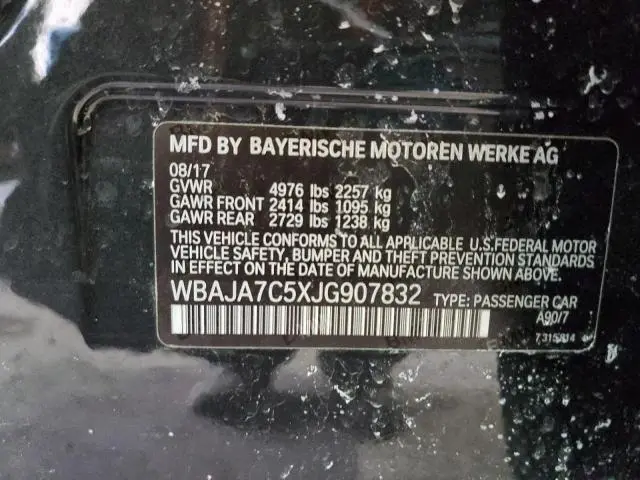 MFD BY BAYERISCHE MOTOREN WERKE AG
08/17
GVWR 4976 lbs 2257 kg
GAWR FRONT 2414 lbs 1095 kg
GAWR REAR 2729 lbs 1238 kg
THIS VEHICLE CONFORMS TO ALL APPLICABLE U.S.FEDERAL MOTOR
VEHICLE SAFETY, BUMPER AND THEFT PREVENTION STANDARDS
IN EFFECT ON THE DATE OF MANUFACTURE SHOWN ABOVE.
WBAJA7C5XJG907832 TYPE: PASSENGER CAR
A90/7